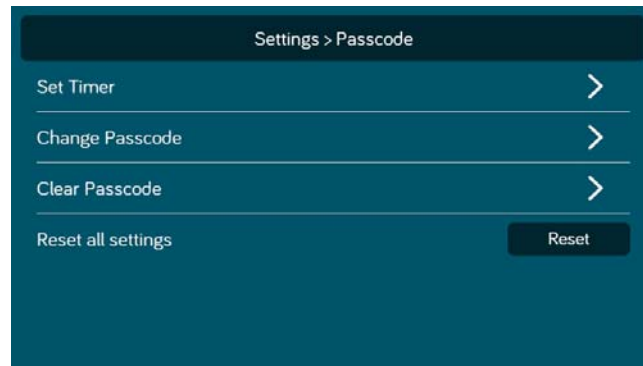 Settings > Passcode
Set Timer
Change Passcode
Clear Passcode
Reset all settings Reset